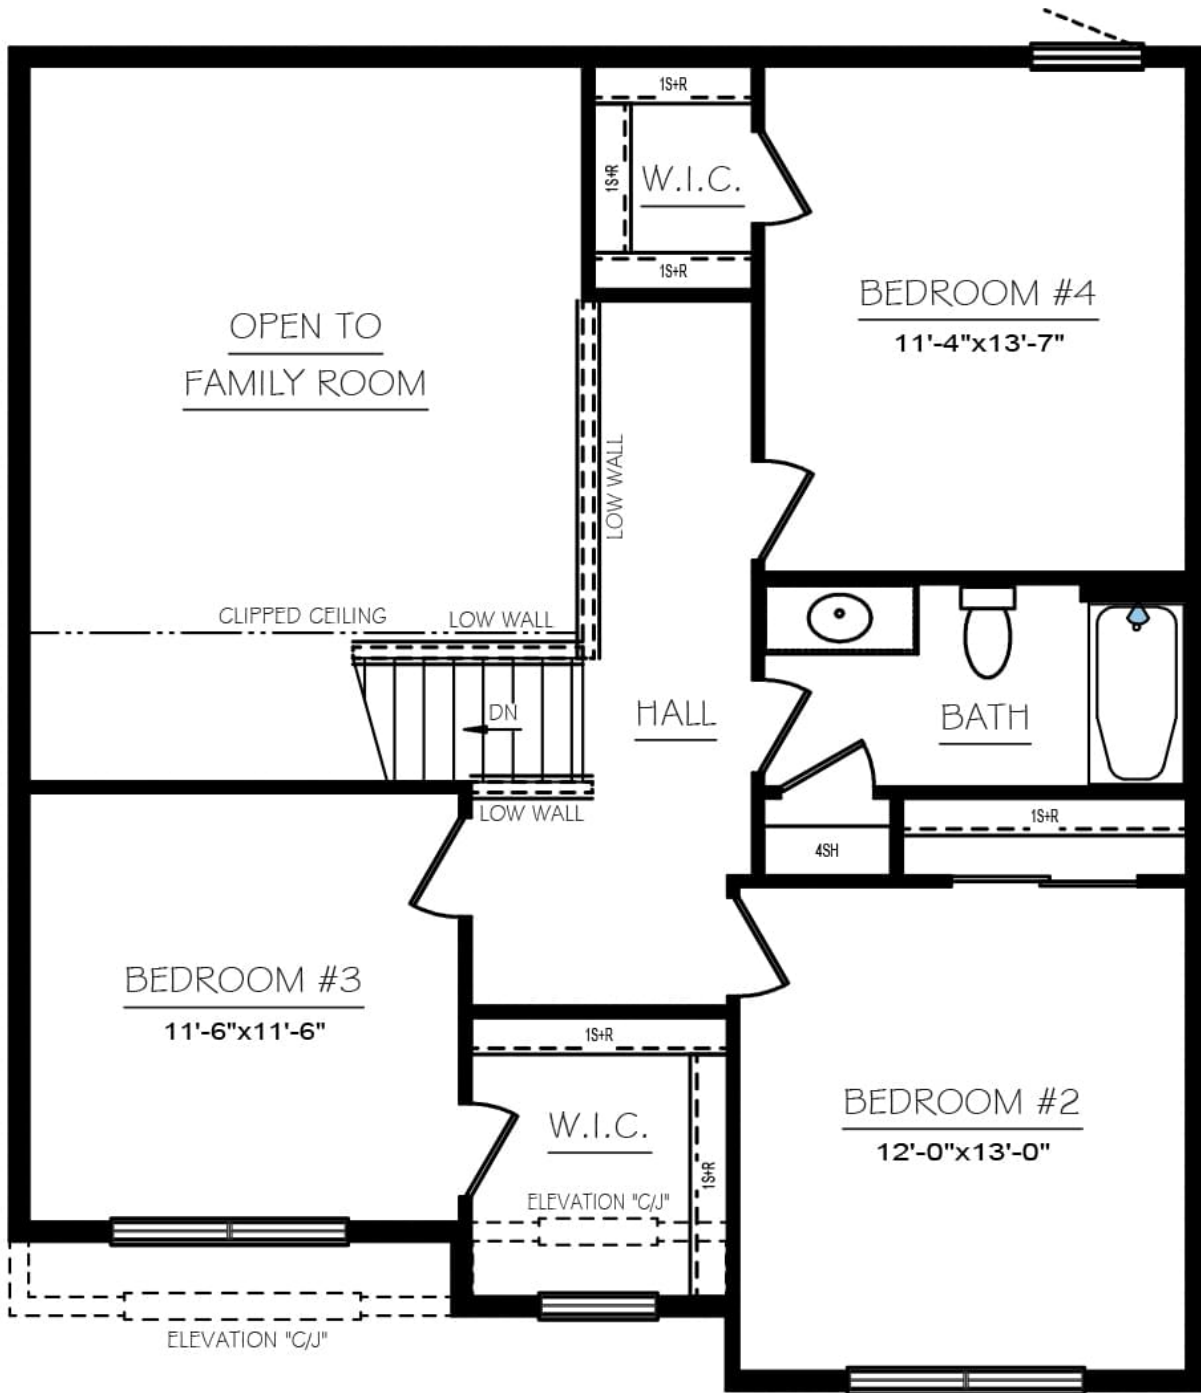 1S+R
1S+R
W.I.C.
1S+R
BEDROOM #4
11'-4"x13'-7"
OPEN TO
FAMILY ROOM
LOW WALL
CLIPPED CEILING
LOW WALL
DN
HALL
BATH
LOW WALL
1S+R
4SH
BEDROOM #3
11'-6"x11'-6"
1S+R
W.I.C.
1S+R
ELEVATION "C/J"
BEDROOM #2
12'-0"x13'-0"
ELEVATION "C/J"